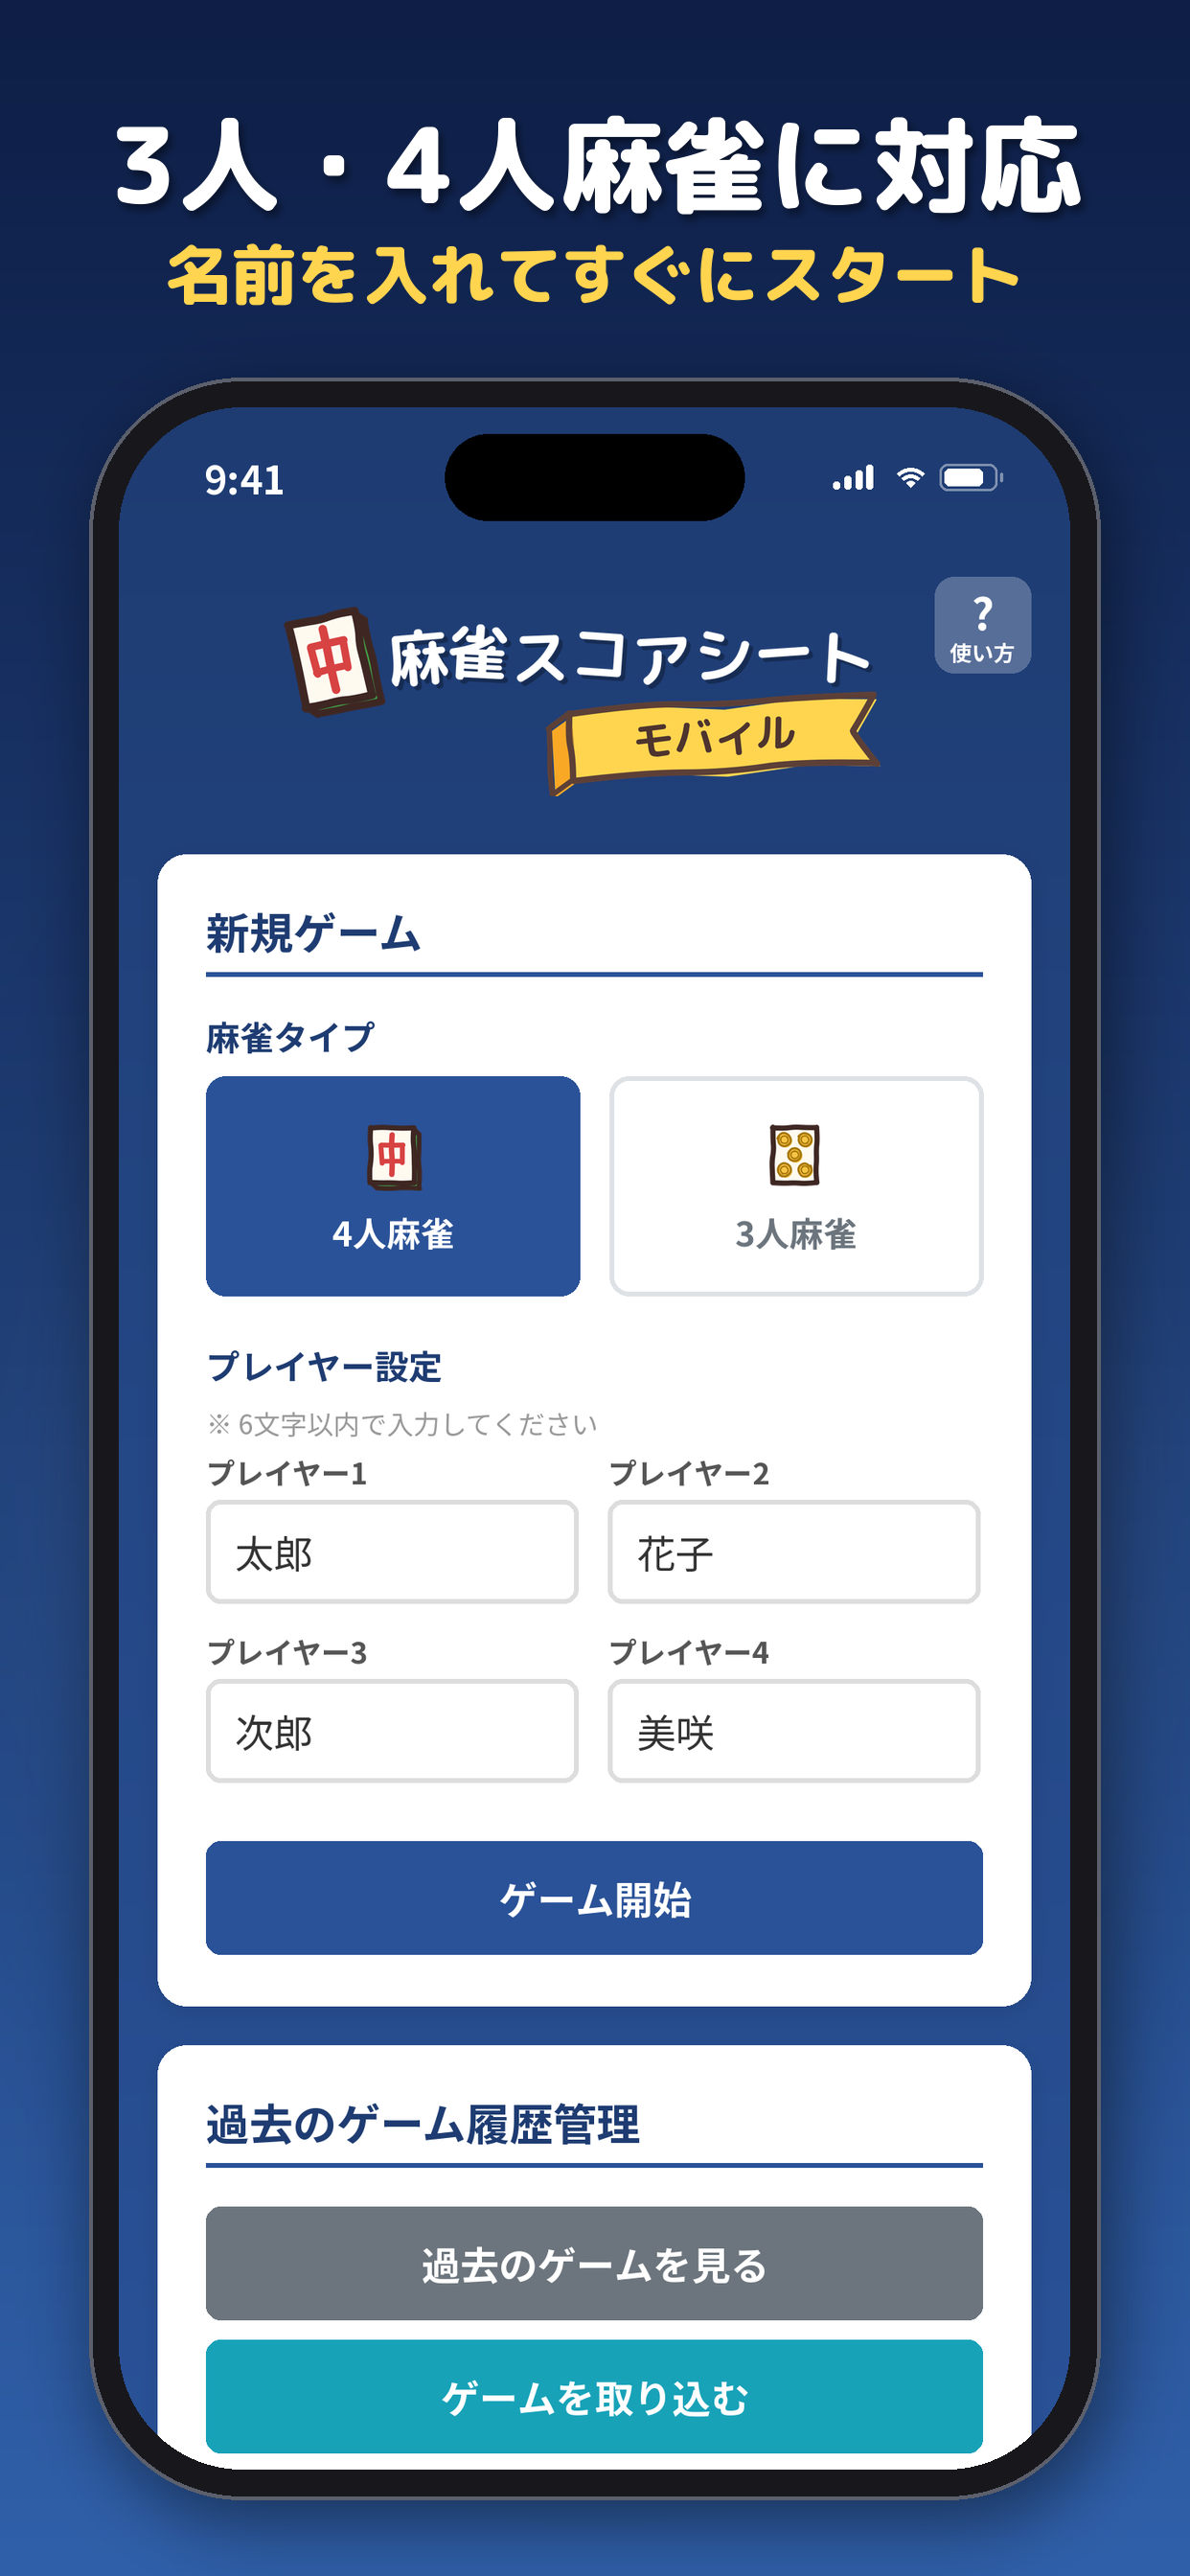 3人・4人麻雀に対応
名前を入れてすぐにスタート
9:41
?
使い方
中
麻雀スコアシート
モバイル
新規ゲーム
麻雀タイプ
中
4人麻雀
3人麻雀
プレイヤー設定
※ 6文字以内で入力してください
プレイヤー1
プレイヤー2
太郎
花子
プレイヤー3
プレイヤー4
次郎
美咲
ゲーム開始
過去のゲーム履歴管理
過去のゲームを見る
ゲームを取り込む